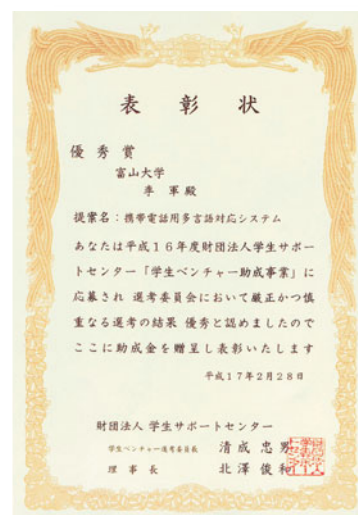 表彰状
優秀賞
富山大学
李軍殿
提案名：携帯電話用多言語対応システム
あなたは平成16年度財団法人学生サポー
トセンター「学生ベンチャー助成事業」に
応募され 選考委員会において厳正かつ慎
重なる選考の結果 優秀と認めましたので
ここに助成金を贈呈し表彰いたします
平成17年2月28日
財団法人 学生サポートセンター
学生ベンチャー選考委員長 清成忠男
理事長 北澤俊和